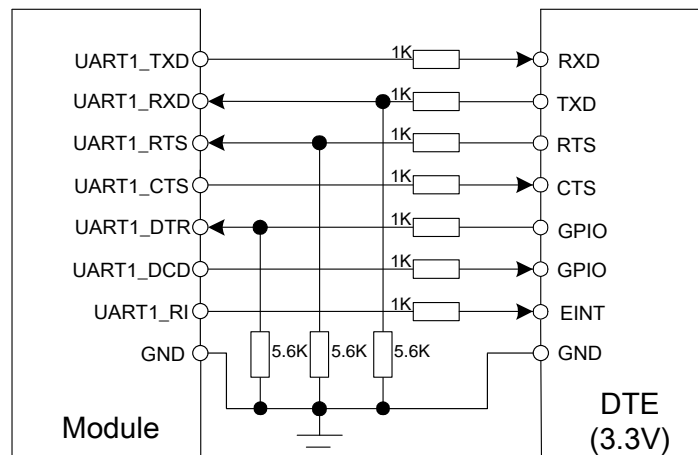 UART1_TXD 1K RXD
UART1_RXD 1K TXD
UART1_RTS 1K RTS
UART1_CTS 1K CTS
UART1_DTR 1K GPIO
UART1_DCD 1K GPIO
UART1_RI 1K EINT
GND 5.6K 5.6K 5.6K GND
Module
DTE
(3.3V)